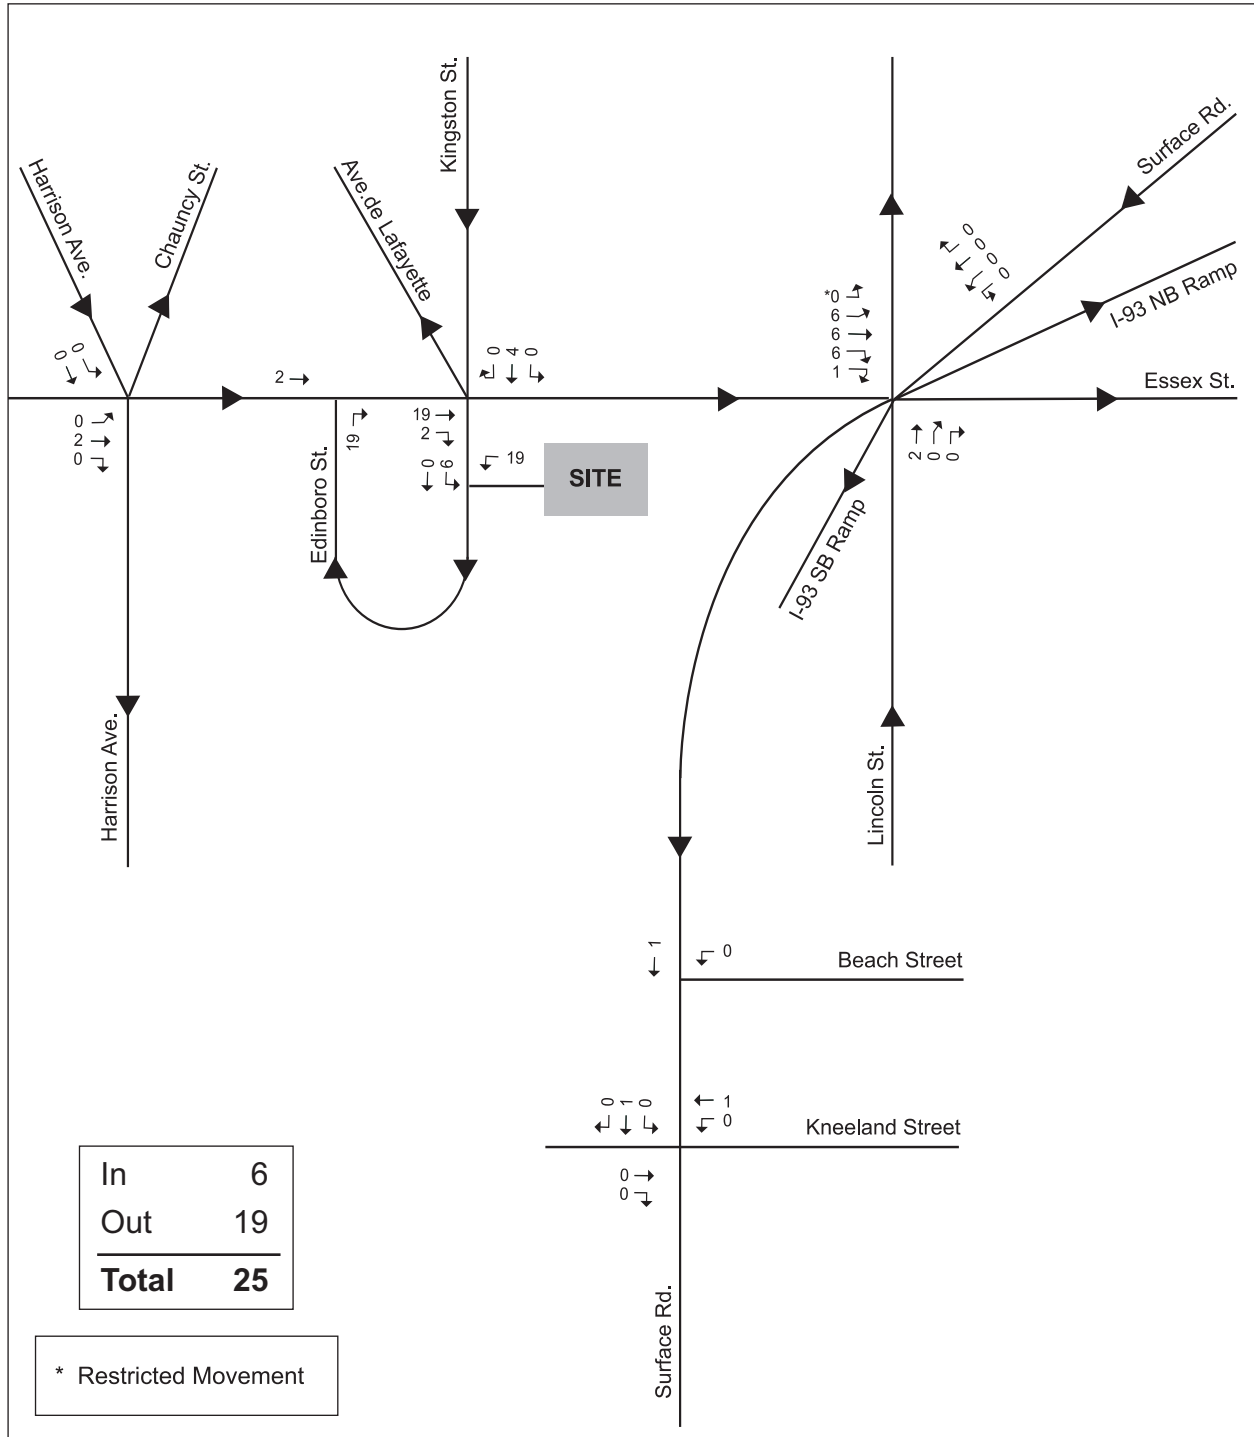 Kingston St.
Harrison Ave.
Chauncy St.
Ave.de Lafayette
Surface Rd.
I-93 NB Ramp
Essex St.
0
0
0
0
*0
6
6
6
1
0
0
0
4
0
2
0
2
0
19
19
2
0
6
19
SITE
2
0
0
Edinboro St.
I-93 SB Ramp
Harrison Ave.
Lincoln St.
1
0
Beach Street
0
1
0
1
0
Kneeland Street
0
0
In 6
Out 19
Total 25
Surface Rd.
* Restricted Movement